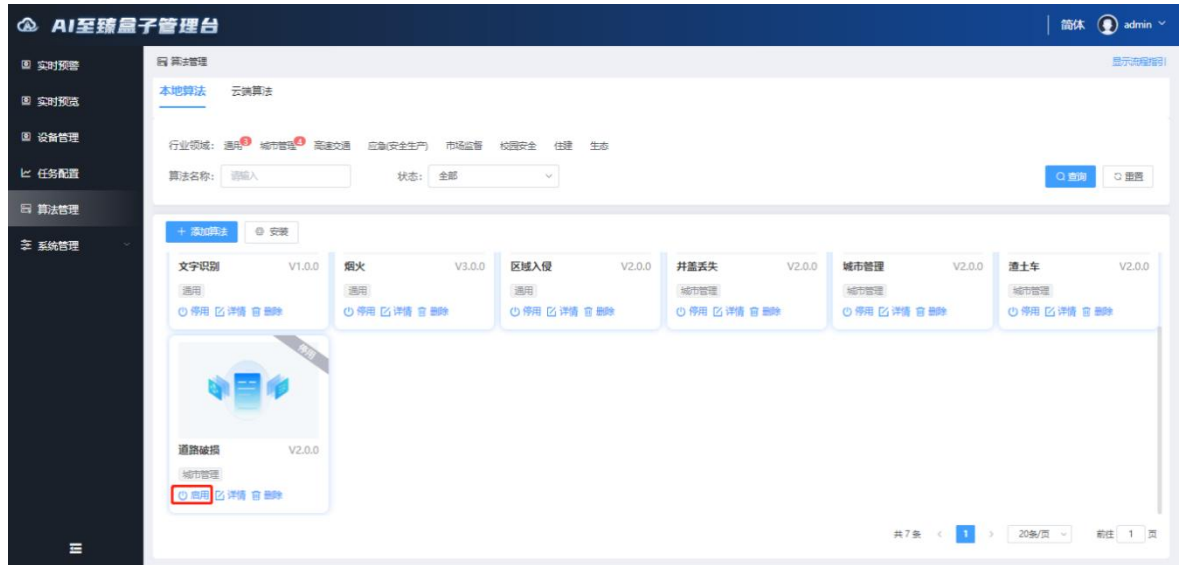 AI至臻盒子管理台
简体 admin
实时预警
实时预览
设备管理
任务配置
算法管理
系统管理
算法管理 显示流程指引
本地算法 云端算法
行业领域: 通用 3 城市管理 4 高速交通 应急(安全生产) 市场监督 校园安全 住建 生态
算法名称: 请输入 状态: 全部 查询 重置
+ 添加算法 安装
文字识别 V1.0.0 烟火 V3.0.0 区域入侵 V2.0.0 井盖丢失 V2.0.0 城市管理 V2.0.0 渣土车 V2.0.0
通用 通用 通用 城市管理 城市管理 城市管理
停用 详情 删除 停用 详情 删除 停用 详情 删除 停用 详情 删除 停用 详情 删除 停用 详情 删除
停用
道路破损 V2.0.0
城市管理
启用 详情 删除
共7条 < 1 > 20条/页 前往 1 页